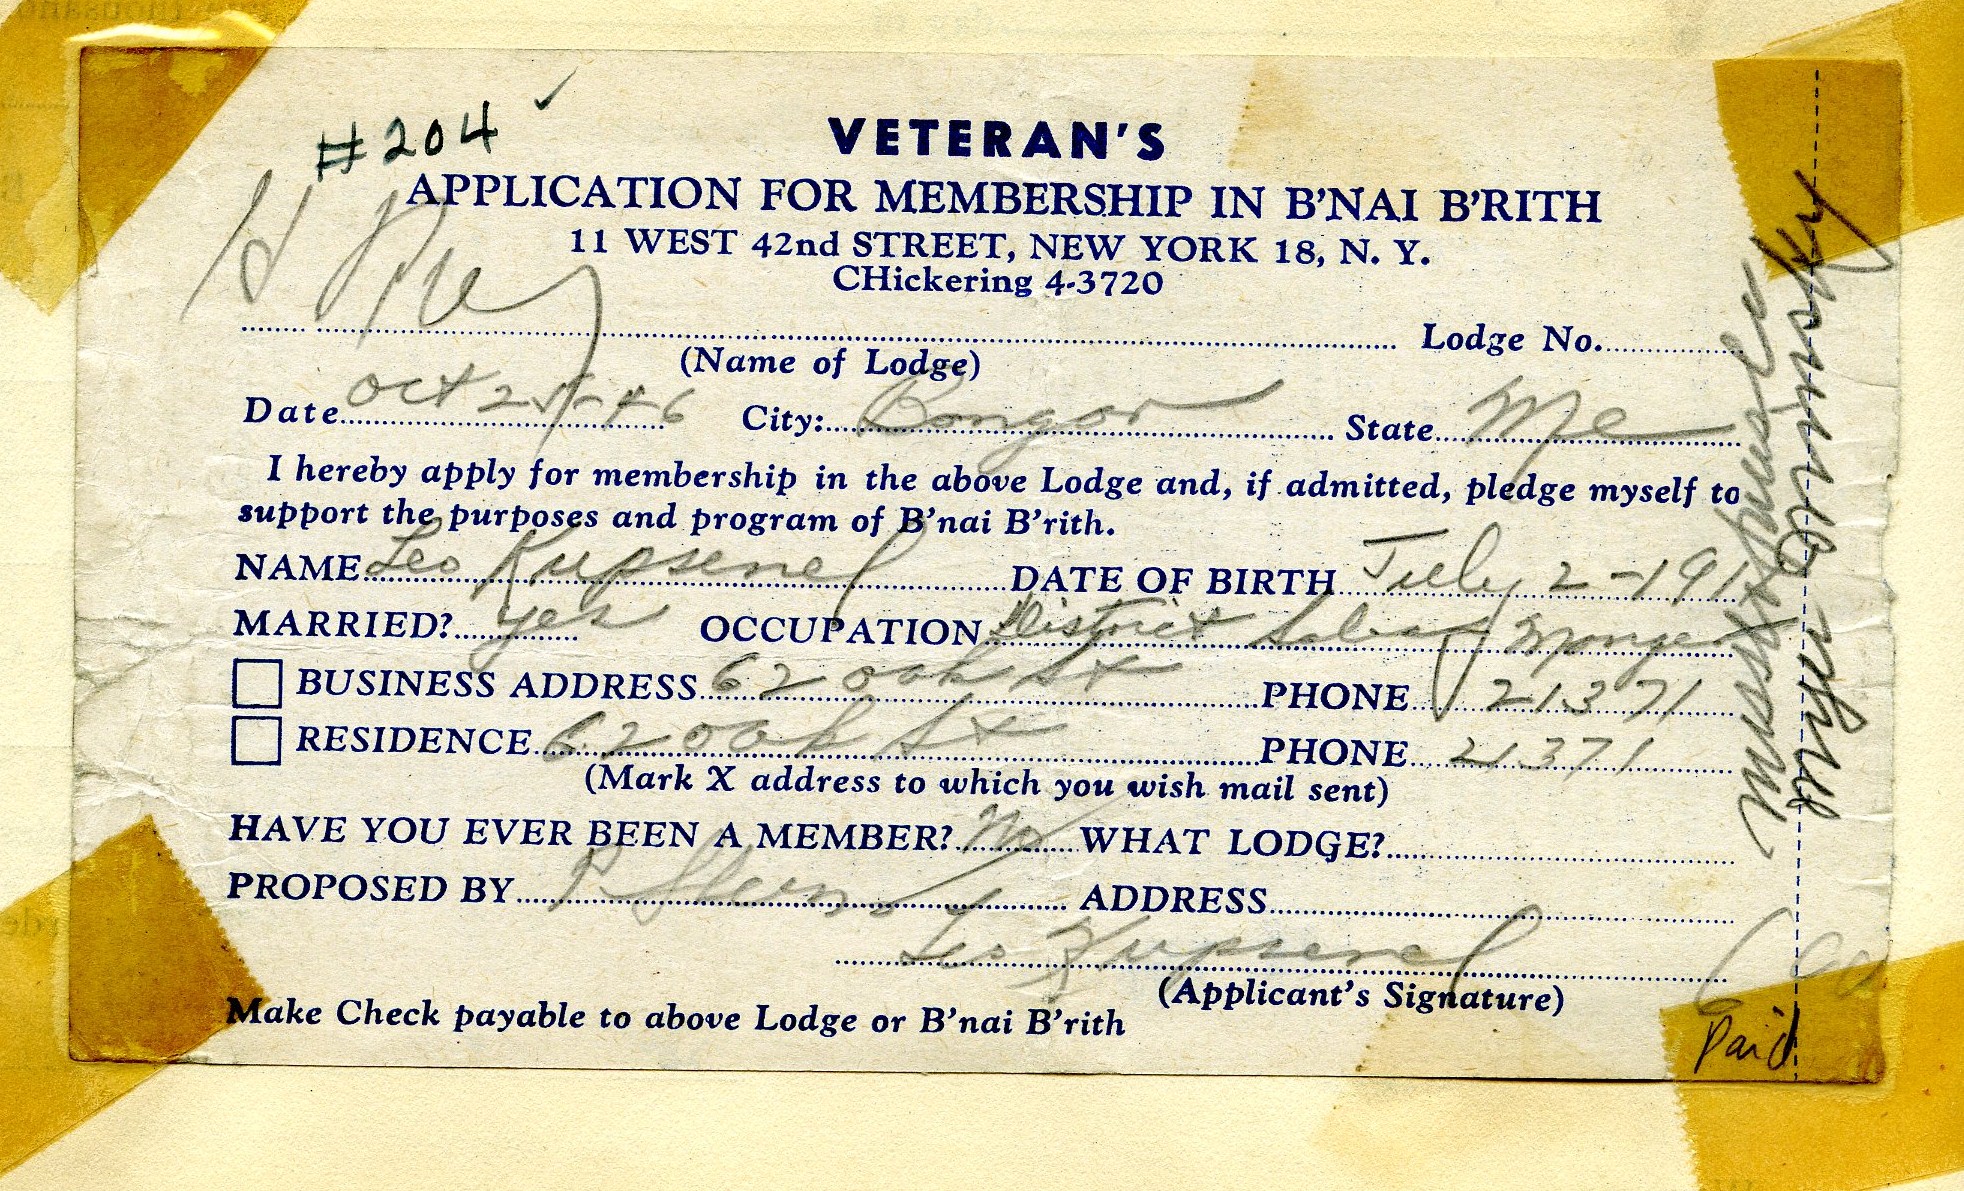 #204 ✓
VETERAN'S
APPLICATION FOR MEMBERSHIP IN B'NAI B'RITH
11 WEST 42nd STREET, NEW YORK 18, N. Y.
CHickering 4-3720
H
Lodge No.
(Name of Lodge)
Date Oct 25-46 City: Bangor State Me
I hereby apply for membership in the above Lodge and, if admitted, pledge myself to
support the purposes and program of B'nai B'rith.
NAME Leo Kupsenel DATE OF BIRTH July 2-191
MARRIED? yes OCCUPATION District Sales Manger
BUSINESS ADDRESS 62 oak St PHONE 21371
RESIDENCE 62 oak St PHONE 21371
(Mark X address to which you wish mail sent)
HAVE YOU EVER BEEN A MEMBER? No WHAT LODGE?
PROPOSED BY P. ADDRESS
Leo Kupsenel
(Applicant's Signature)
Make Check payable to above Lodge or B'nai B'rith
Paid